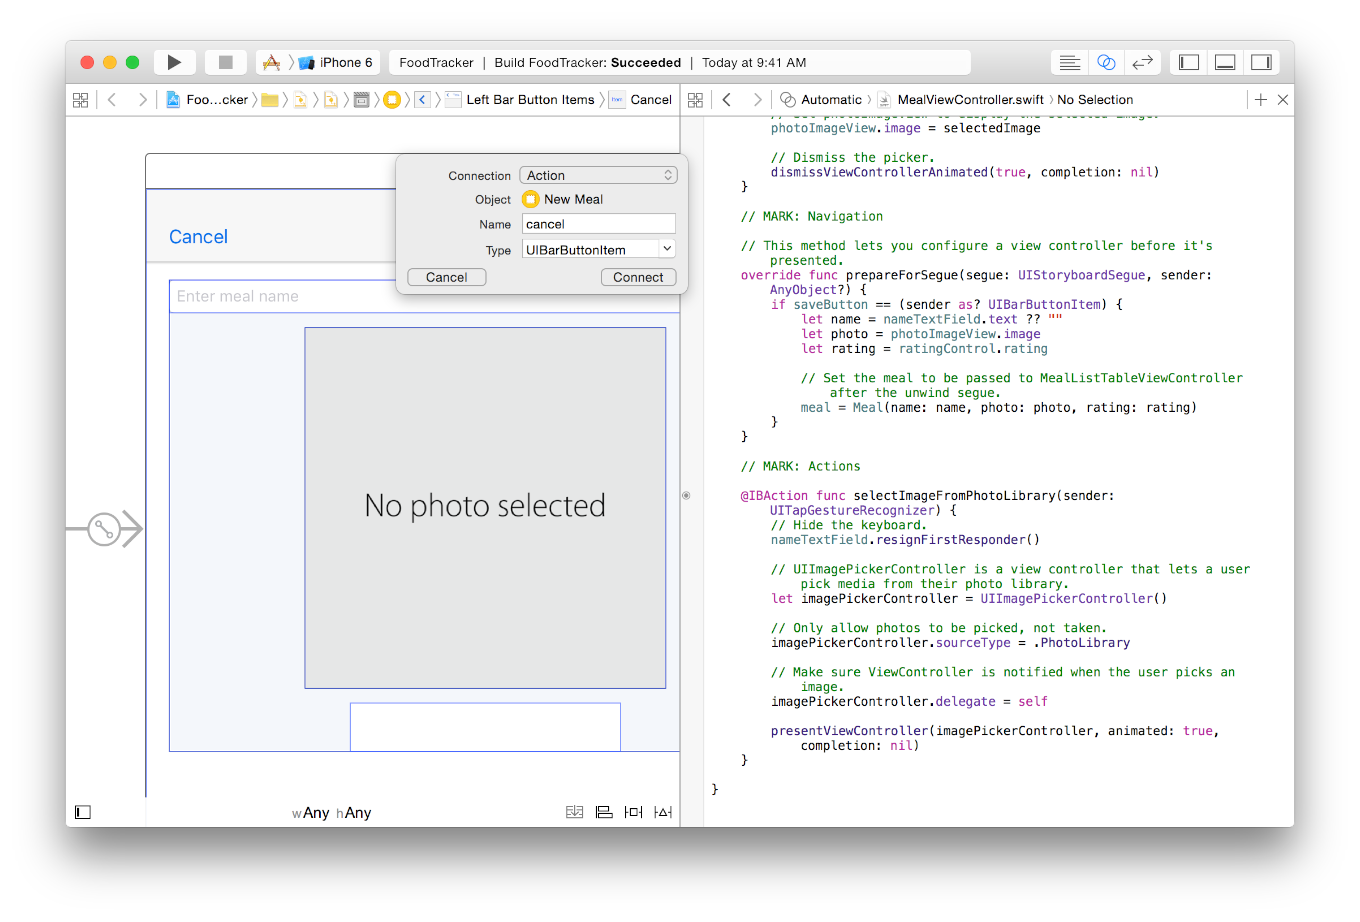 iPhone 6
FoodTracker | Build FoodTracker: Succeeded | Today at 9:41 AM
Foo...cker
Left Bar Button Items
Cancel
Automatic
MealViewController.swift
No Selection
Connection
Action
Object
New Meal
Name
cancel
Type
UIBarButtonItem
Cancel
Connect
Cancel
Enter meal name
No photo selected
wAny hAny
// Set photoImageView to display the selected image.
photoImageView.image = selectedImage
// Dismiss the picker.
dismissViewControllerAnimated(true, completion: nil)
}
// MARK: Navigation
// This method lets you configure a view controller before it's
presented.
override func prepareForSegue(segue: UIStoryboardSegue, sender:
AnyObject?) {
if saveButton == (sender as? UIBarButtonItem) {
let name = nameTextField.text ?? ""
let photo = photoImageView.image
let rating = ratingControl.rating
// Set the meal to be passed to MealListTableViewController
after the unwind segue.
meal = Meal(name: name, photo: photo, rating: rating)
}
}
// MARK: Actions
@IBAction func selectImageFromPhotoLibrary(sender:
UITapGestureRecognizer) {
// Hide the keyboard.
nameTextField.resignFirstResponder()
// UIImagePickerController is a view controller that lets a user
pick media from their photo library.
let imagePickerController = UIImagePickerController()
// Only allow photos to be picked, not taken.
imagePickerController.sourceType = .PhotoLibrary
// Make sure ViewController is notified when the user picks an
image.
imagePickerController.delegate = self
presentViewController(imagePickerController, animated: true,
completion: nil)
}
}